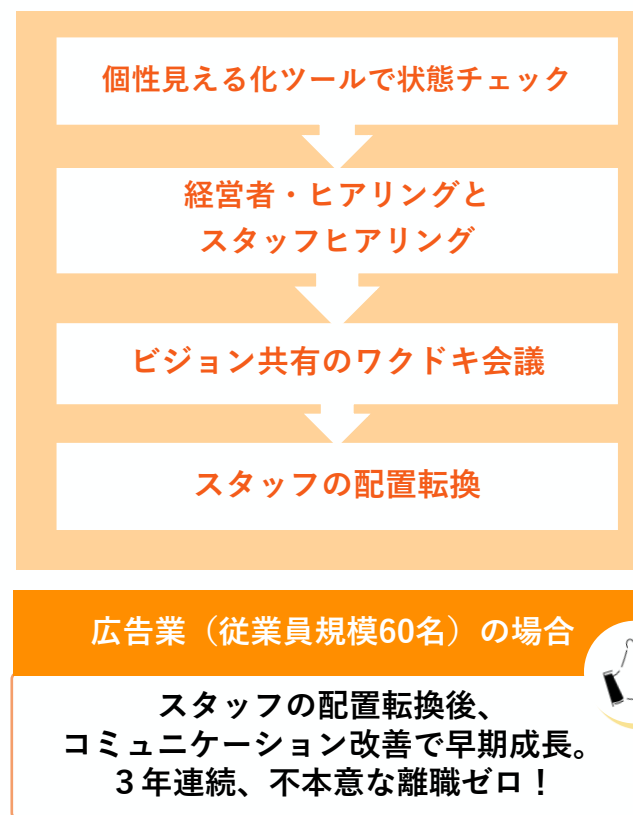 個性見える化ツールで状態チェック
経営者・ヒアリングと
スタッフヒアリング
ビジョン共有のワクドキ会議
スタッフの配置転換
広告業（従業員規模60名）の場合
スタッフの配置転換後、
コミュニケーション改善で早期成長。
３年連続、不本意な離職ゼロ！